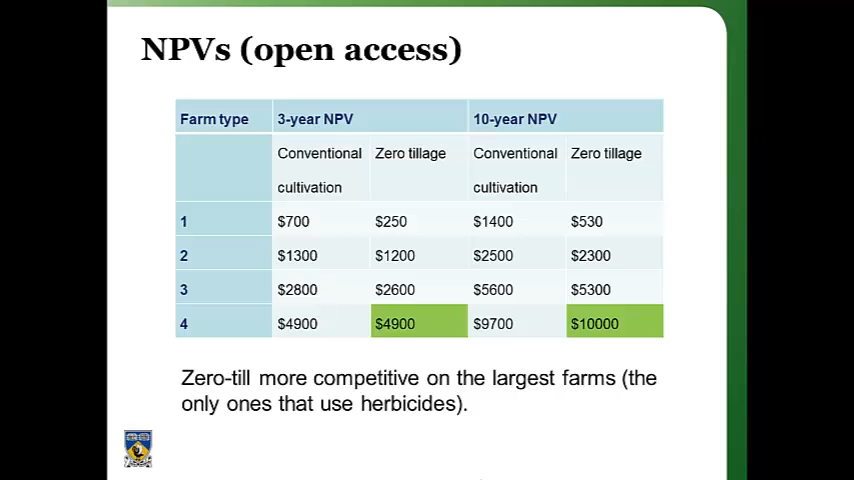 NPVs (open access)
Farm type 3-year NPV 10-year NPV
Conventional cultivation Zero tillage Conventional cultivation Zero tillage
1 $700 $250 $1400 $530
2 $1300 $1200 $2500 $2300
3 $2800 $2600 $5600 $5300
4 $4900 $4900 $9700 $10000
Zero-till more competitive on the largest farms (the
only ones that use herbicides).